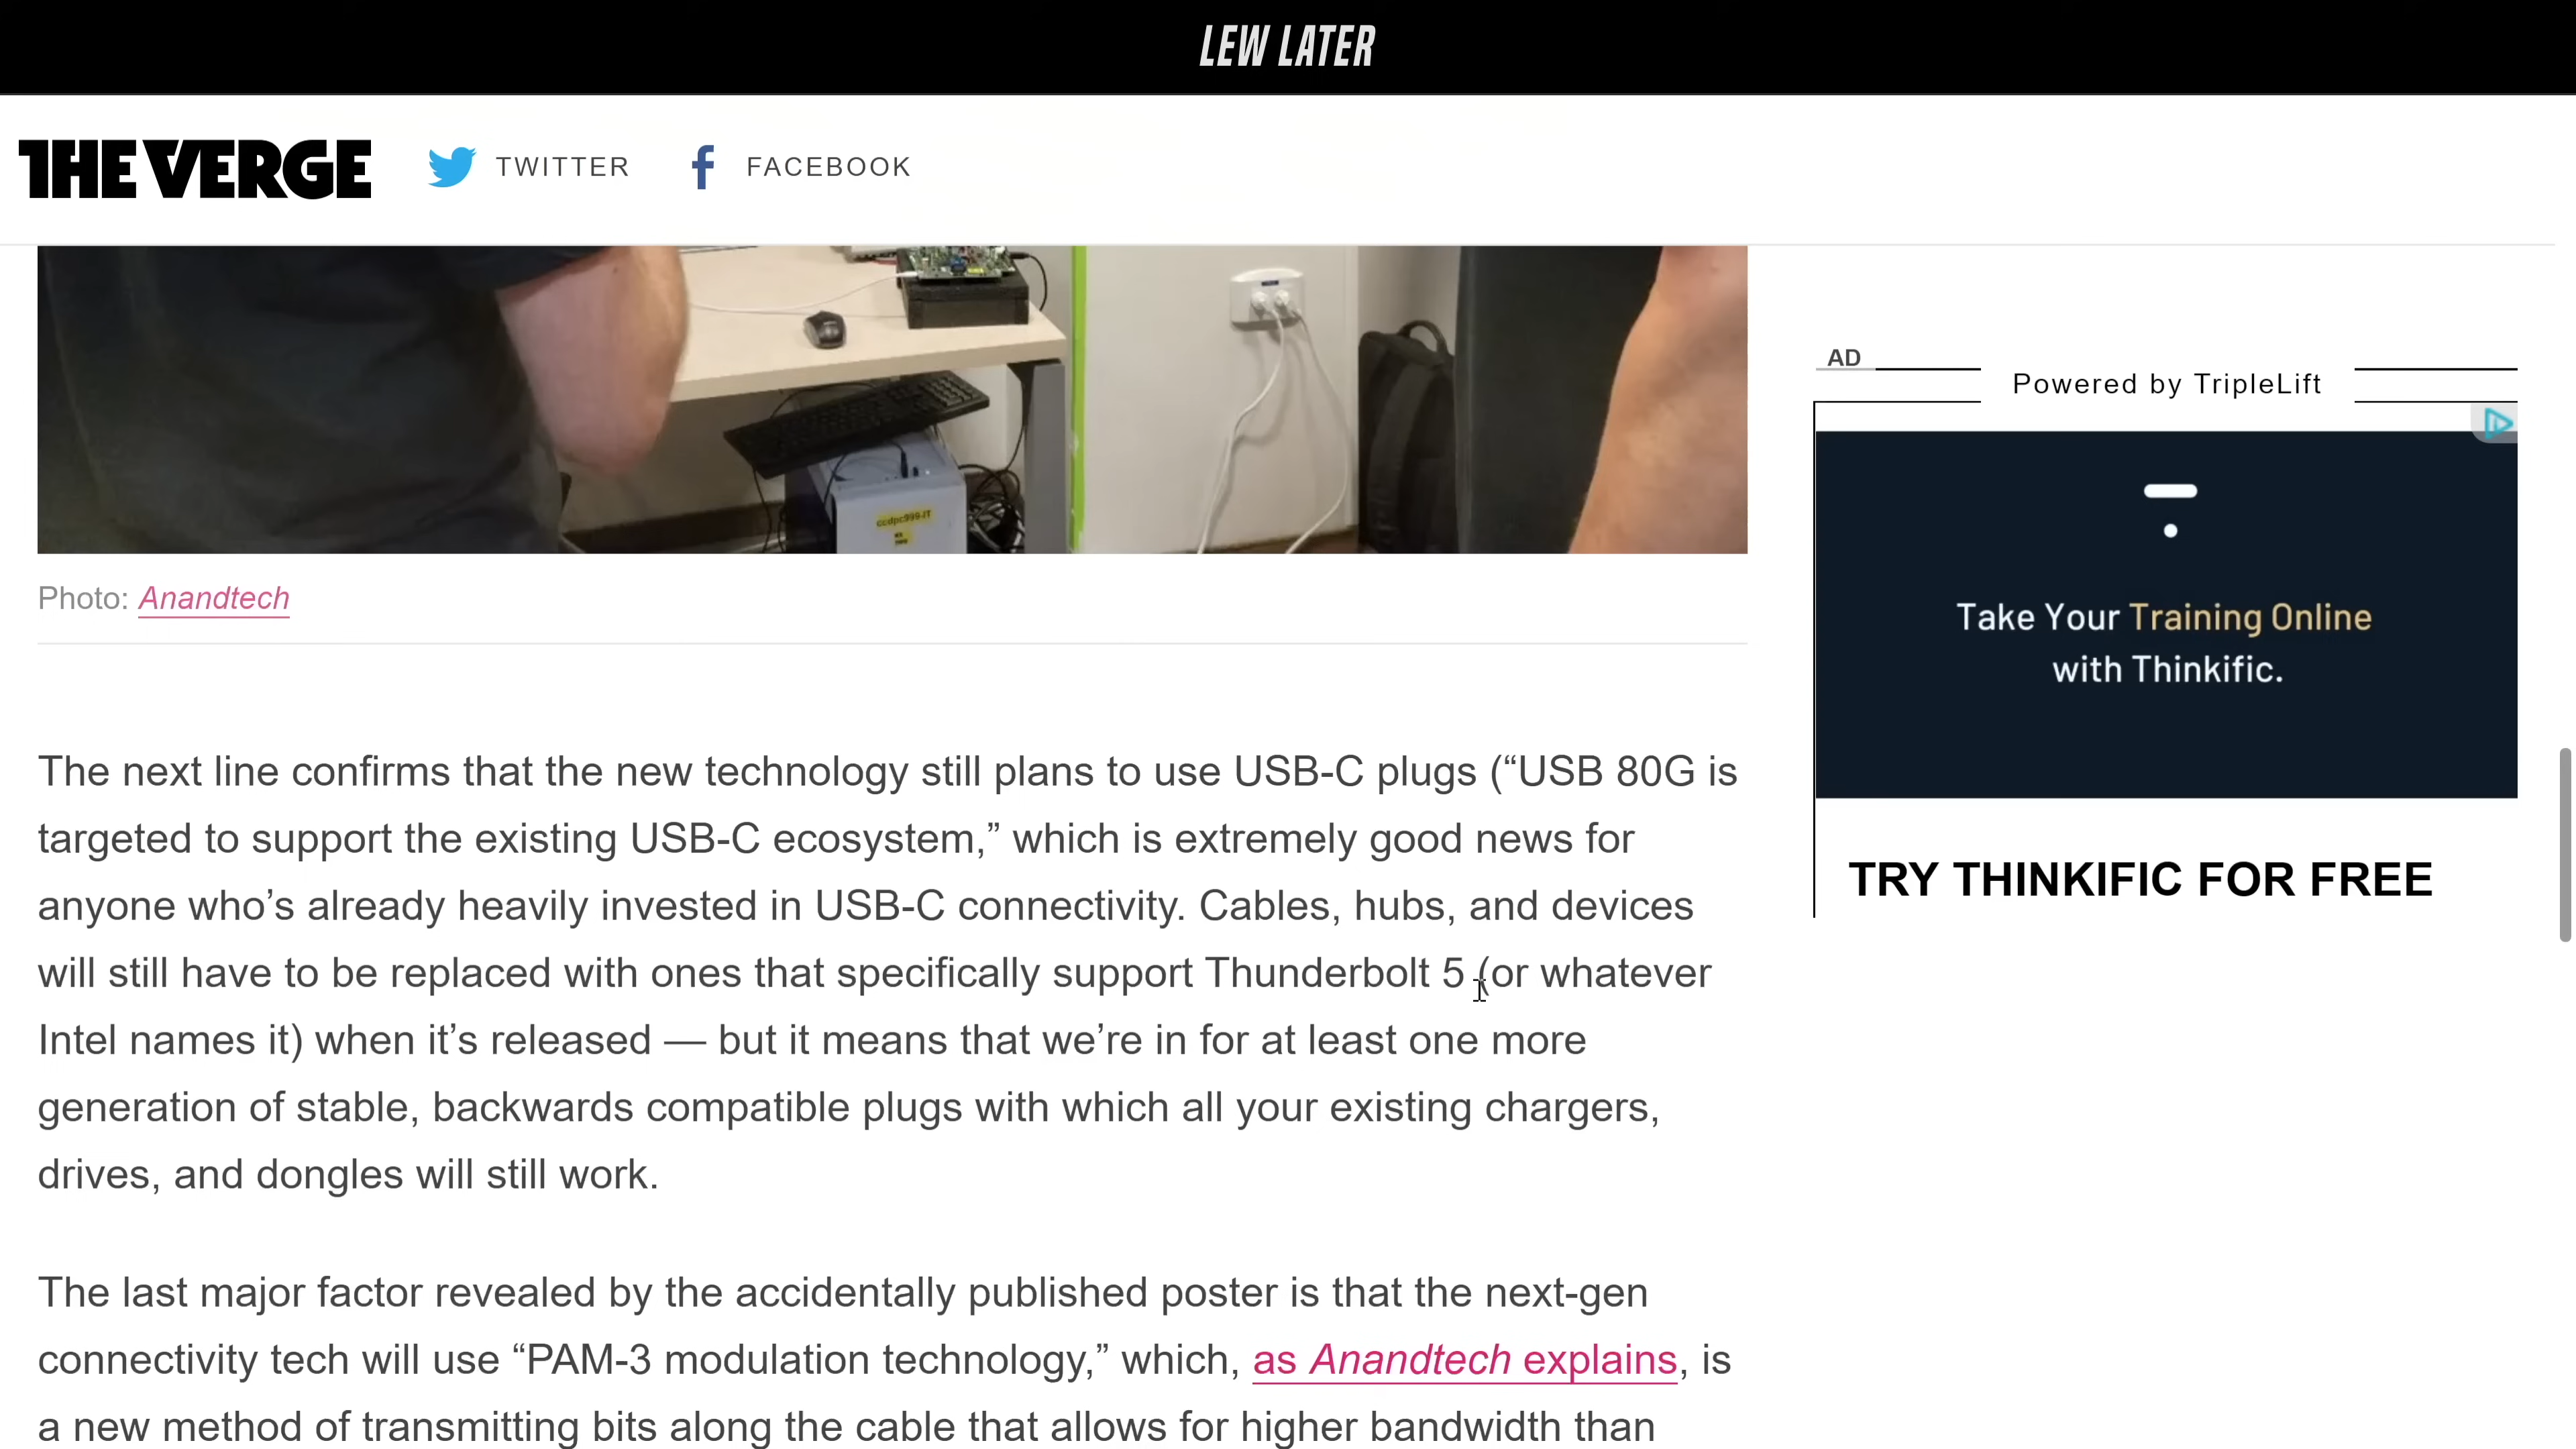 LEW LATER
THE VERGE
TWITTER
FACEBOOK
ccdpc999-IT
Photo: Anandtech
AD
Powered by TripleLift
Take Your Training Online
with Thinkific.
TRY THINKIFIC FOR FREE
The next line confirms that the new technology still plans to use USB-C plugs (“USB 80G is
targeted to support the existing USB-C ecosystem,” which is extremely good news for
anyone who’s already heavily invested in USB-C connectivity. Cables, hubs, and devices
will still have to be replaced with ones that specifically support Thunderbolt 5 (or whatever
Intel names it) when it’s released — but it means that we’re in for at least one more
generation of stable, backwards compatible plugs with which all your existing chargers,
drives, and dongles will still work.
The last major factor revealed by the accidentally published poster is that the next-gen
connectivity tech will use “PAM-3 modulation technology,” which, as Anandtech explains, is
a new method of transmitting bits along the cable that allows for higher bandwidth than